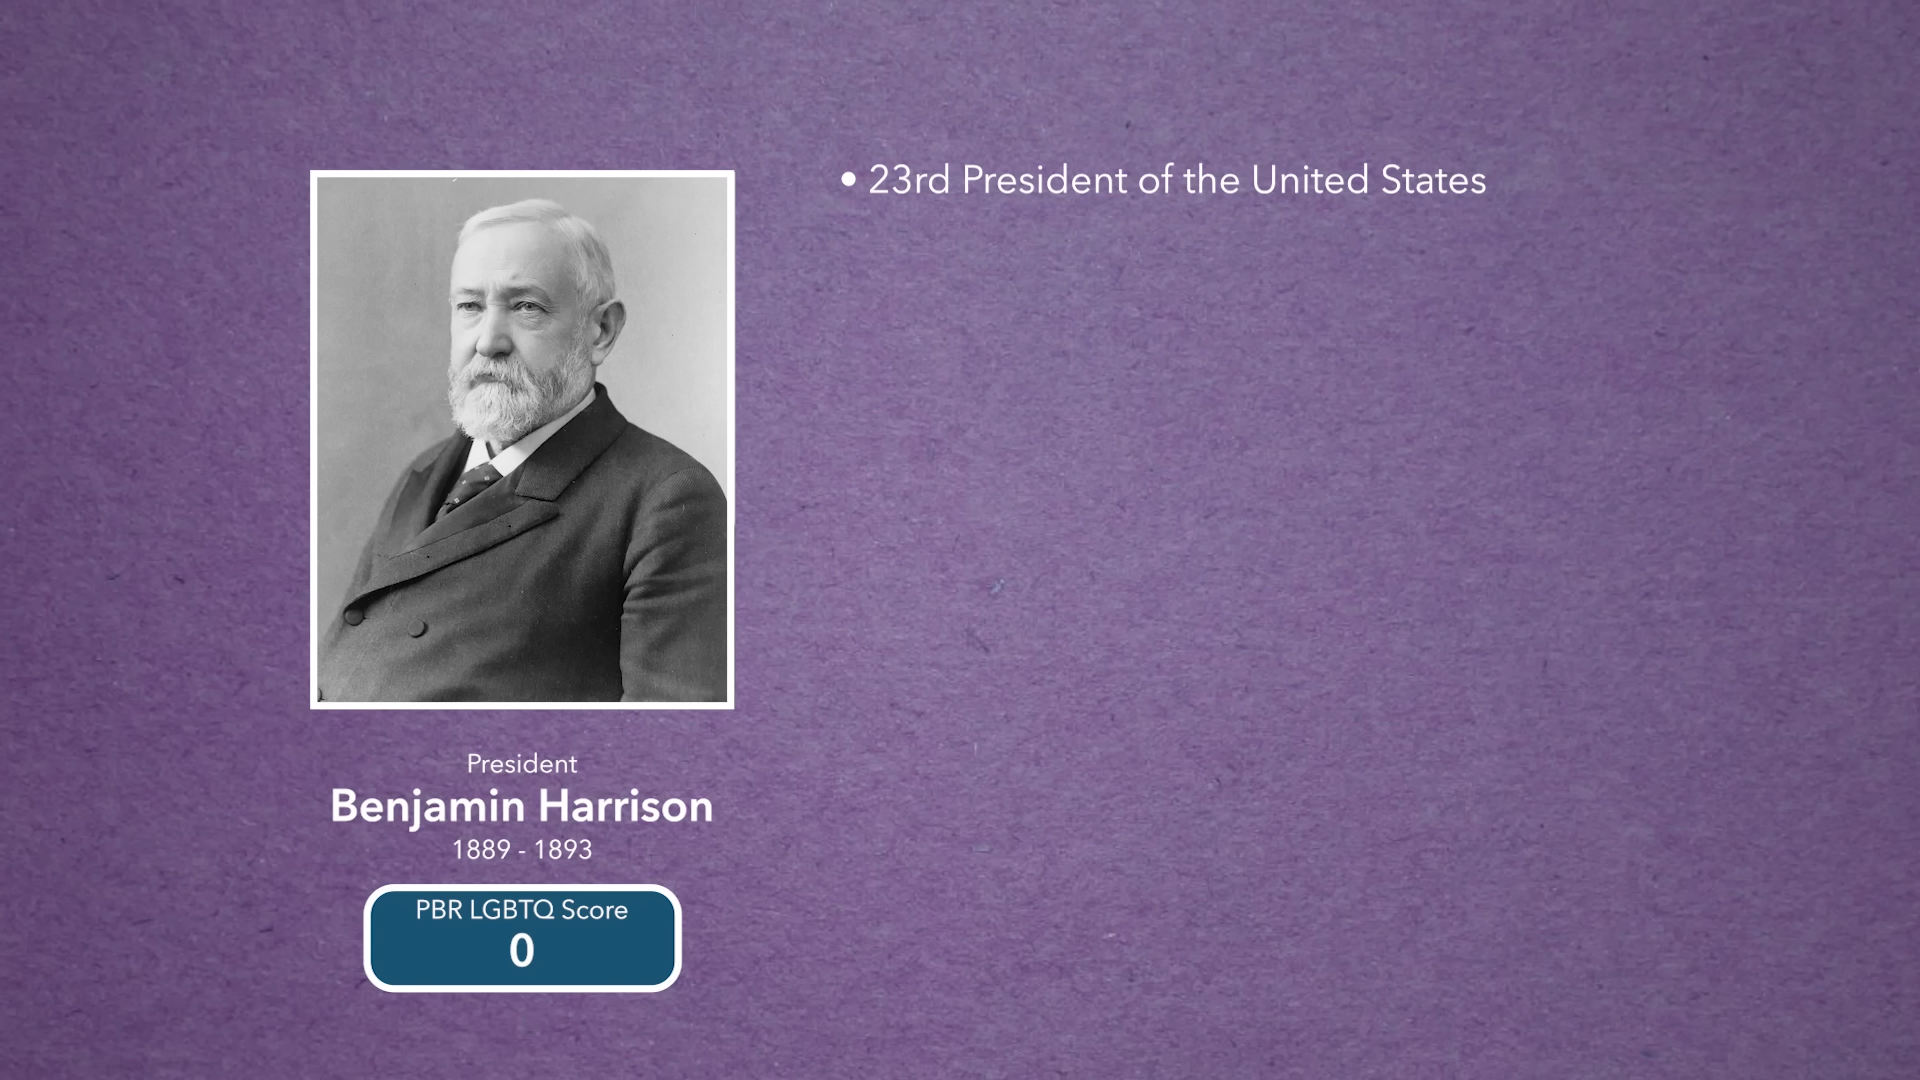 • 23rd President of the United States
President
Benjamin Harrison
1889 - 1893
PBR LGBTQ Score
0